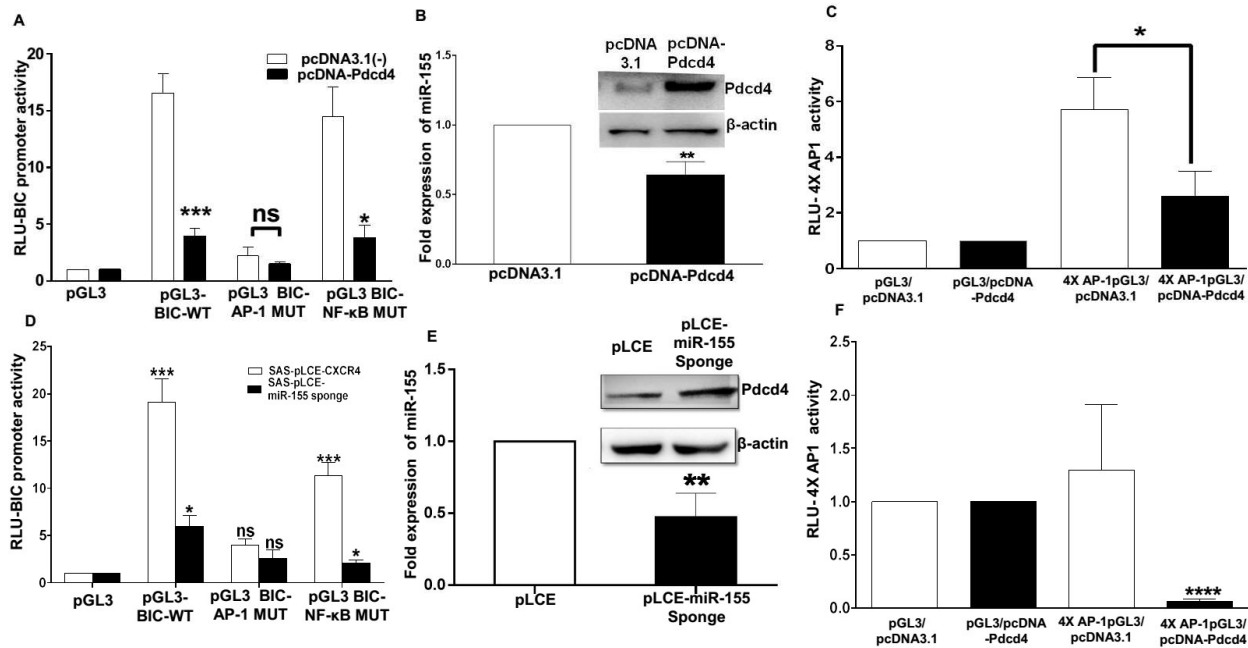 A
RLU-BIC promoter activity
20
15
10
5
0
pcDNA3.1(-)
pcDNA-Pdcd4
***
ns
*
pGL3
pGL3-
BIC-WT
pGL3 BIC-
AP-1 MUT
pGL3 BIC-
NF-κB MUT
B
Fold expression of miR-155
1.5
1.0
0.5
0.0
pcDNA
3.1
pcDNA-
Pdcd4
Pdcd4
β-actin
**
pcDNA3.1
pcDNA-Pdcd4
C
RLU- 4X AP1 activity
8
6
4
2
0
*
pGL3/
pcDNA3.1
pGL3/pcDNA
-Pdcd4
4X AP-1pGL3/
pcDNA3.1
4X AP-1pGL3/
pcDNA-Pdcd4
D
RLU-BIC promoter activity
25
20
15
10
5
0
SAS-pLCE-CXCR4
SAS-pLCE-
miR-155 sponge
***
*
ns
ns
***
*
pGL3
pGL3-
BIC-WT
pGL3 BIC-
AP-1 MUT
pGL3 BIC-
NF-κB MUT
E
Fold expression of miR-155
1.5
1.0
0.5
0.0
pLCE
pLCE-
miR-155
Sponge
Pdcd4
β-actin
**
pLCE
pLCE-miR-155
Sponge
F
RLU- 4X AP1 activity
2.5
2.0
1.5
1.0
0.5
0.0
****
pGL3/
pcDNA3.1
pGL3/pcDNA
-Pdcd4
4X AP-1pGL3/
pcDNA3.1
4X AP-1pGL3/
pcDNA-Pdcd4